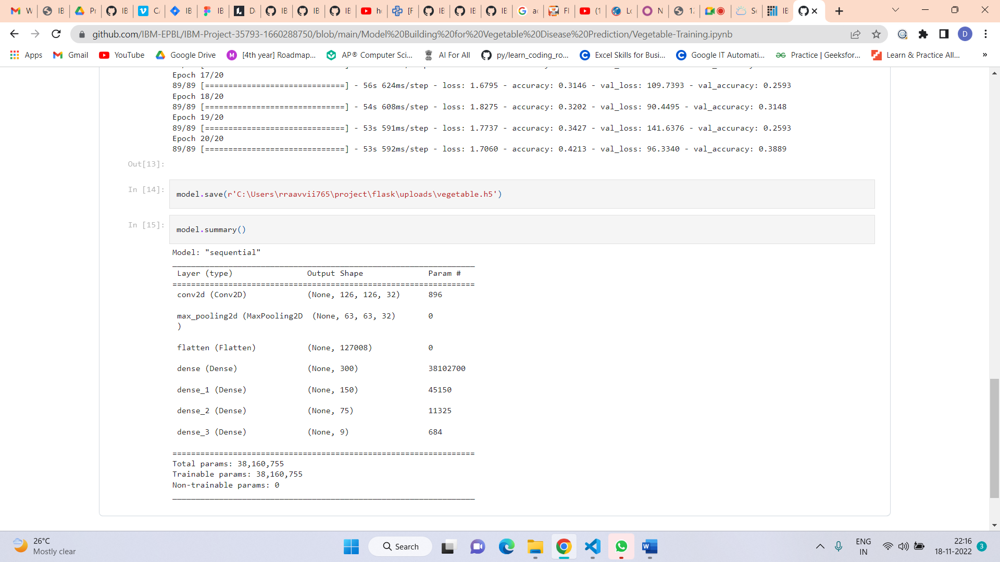 W
IB
Pr
IB
CA
IB
IB
D
IB
IB
IB
h
[F
IB
IB
IB
a
Fl
(1
Lo
N
12
S
IB
github.com/IBM-EPBL/IBM-Project-35793-1660288750/blob/main/Model%20Building%20for%20Vegetable%20Disease%20Prediction/Vegetable-Training.ipynb
D
Apps
Gmail
YouTube
Google Drive
M
[4th year] Roadmap...
AP® Computer Sci...
AI For All
py/learn_coding_ro...
Excel Skills for Busi...
Google IT Automati...
Practice | Geeksfor...
Learn & Practice All...
»
Epoch 17/20
89/89 [==============================] - 56s 624ms/step - loss: 1.6795 - accuracy: 0.3146 - val_loss: 109.7393 - val_accuracy: 0.2593
Epoch 18/20
89/89 [==============================] - 54s 608ms/step - loss: 1.8275 - accuracy: 0.3202 - val_loss: 90.4495 - val_accuracy: 0.3148
Epoch 19/20
89/89 [==============================] - 53s 591ms/step - loss: 1.7737 - accuracy: 0.3427 - val_loss: 141.6376 - val_accuracy: 0.2593
Epoch 20/20
89/89 [==============================] - 53s 592ms/step - loss: 1.7060 - accuracy: 0.4213 - val_loss: 96.3340 - val_accuracy: 0.3889
Out[13]:
In [14]:
model.save(r'C:\Users\rraavvii765\project\flask\uploads\vegetable.h5')
In [15]:
model.summary()
Model: "sequential"
_________________________________________________________________
Layer (type) Output Shape Param #
=================================================================
conv2d (Conv2D) (None, 126, 126, 32) 896
max_pooling2d (MaxPooling2D (None, 63, 63, 32) 0
)
flatten (Flatten) (None, 127008) 0
dense (Dense) (None, 300) 38102700
dense_1 (Dense) (None, 150) 45150
dense_2 (Dense) (None, 75) 11325
dense_3 (Dense) (None, 9) 684
=================================================================
Total params: 38,160,755
Trainable params: 38,160,755
Non-trainable params: 0
_________________________________________________________________
26°C
Mostly clear
Search
ENG
IN
22:16
18-11-2022
3